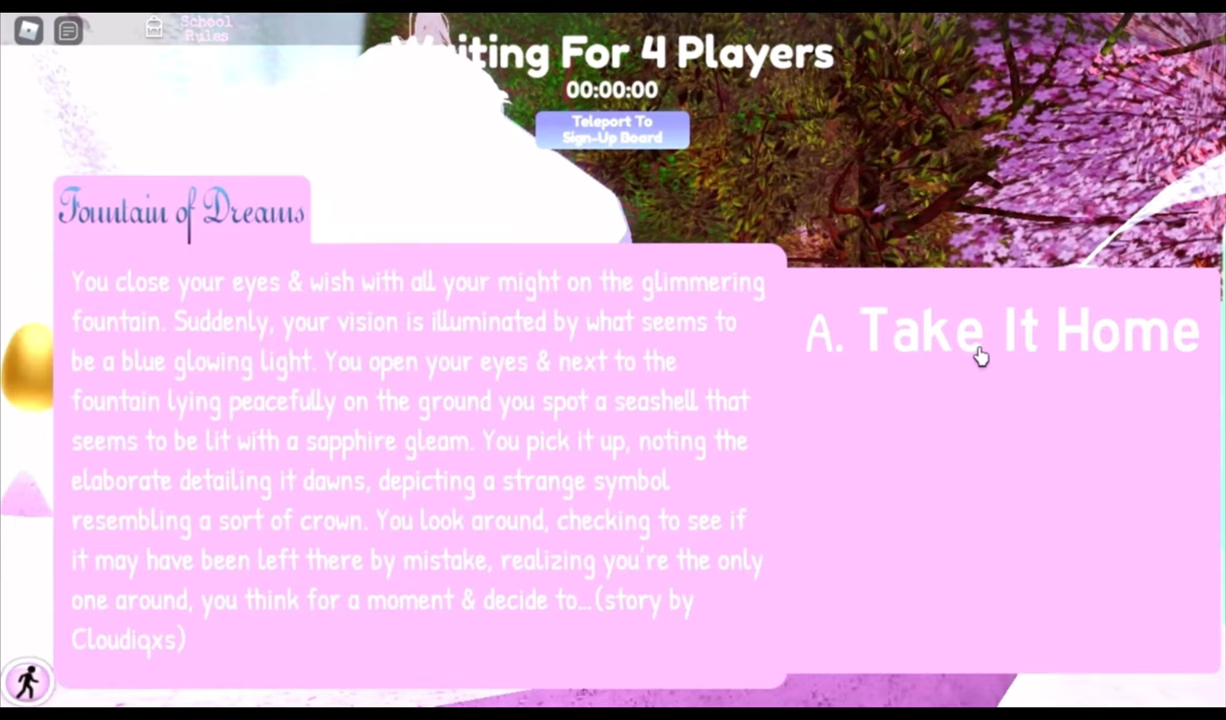 School
Rules
Waiting For 4 Players
00:00:00
Teleport To
Sign-Up Board
Fountain of Dreams
You close your eyes & wish with all your might on the glimmering
fountain. Suddenly, your vision is illuminated by what seems to
be a blue glowing light. You open your eyes & next to the
fountain lying peacefully on the ground you spot a seashell that
seems to be lit with a sapphire gleam. You pick it up, noting the
elaborate detailing it dawns, depicting a strange symbol
resembling a sort of crown. You look around, checking to see if
it may have been left there by mistake, realizing you're the only
one around, you think for a moment & decide to...(story by
Cloudiqxs)
A. Take It Home